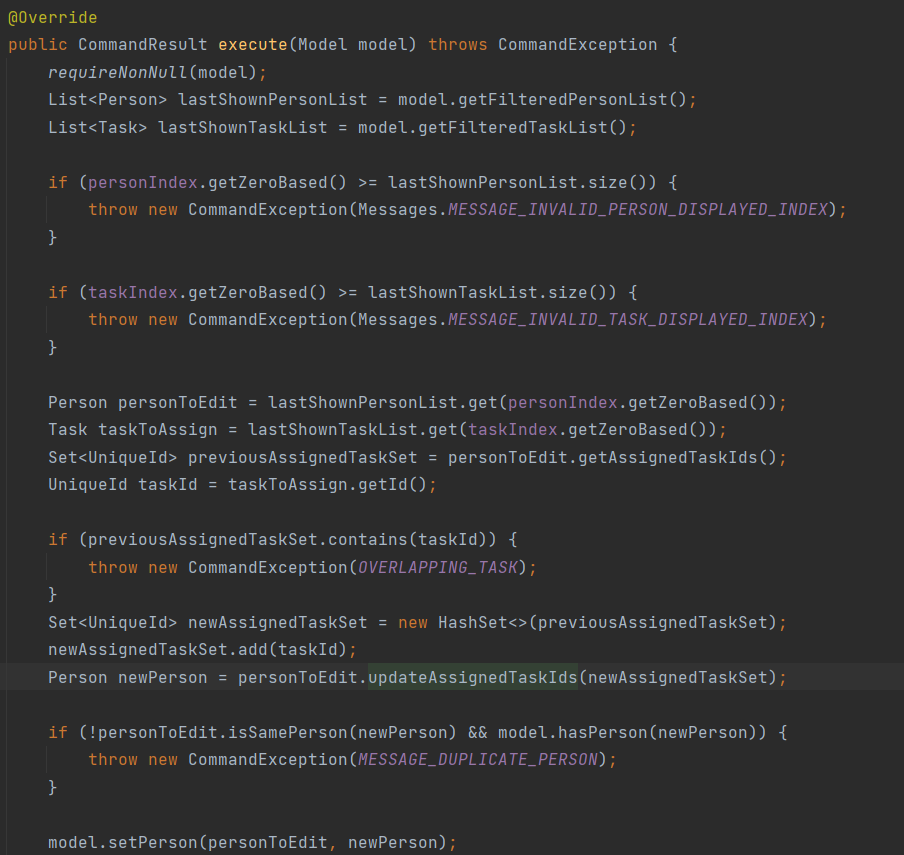 @Override
public CommandResult execute(Model model) throws CommandException {
    requireNonNull(model);
    List<Person> lastShownPersonList = model.getFilteredPersonList();
    List<Task> lastShownTaskList = model.getFilteredTaskList();

    if (personIndex.getZeroBased() >= lastShownPersonList.size()) {
        throw new CommandException(Messages.MESSAGE_INVALID_PERSON_DISPLAYED_INDEX);
    }

    if (taskIndex.getZeroBased() >= lastShownTaskList.size()) {
        throw new CommandException(Messages.MESSAGE_INVALID_TASK_DISPLAYED_INDEX);
    }

    Person personToEdit = lastShownPersonList.get(personIndex.getZeroBased());
    Task taskToAssign = lastShownTaskList.get(taskIndex.getZeroBased());
    Set<UniqueId> previousAssignedTaskSet = personToEdit.getAssignedTaskIds();
    UniqueId taskId = taskToAssign.getId();

    if (previousAssignedTaskSet.contains(taskId)) {
        throw new CommandException(OVERLAPPING_TASK);
    }
    Set<UniqueId> newAssignedTaskSet = new HashSet<>(previousAssignedTaskSet);
    newAssignedTaskSet.add(taskId);
    Person newPerson = personToEdit.updateAssignedTaskIds(newAssignedTaskSet);

    if (!personToEdit.isSamePerson(newPerson) && model.hasPerson(newPerson)) {
        throw new CommandException(MESSAGE_DUPLICATE_PERSON);
    }

    model.setPerson(personToEdit, newPerson);